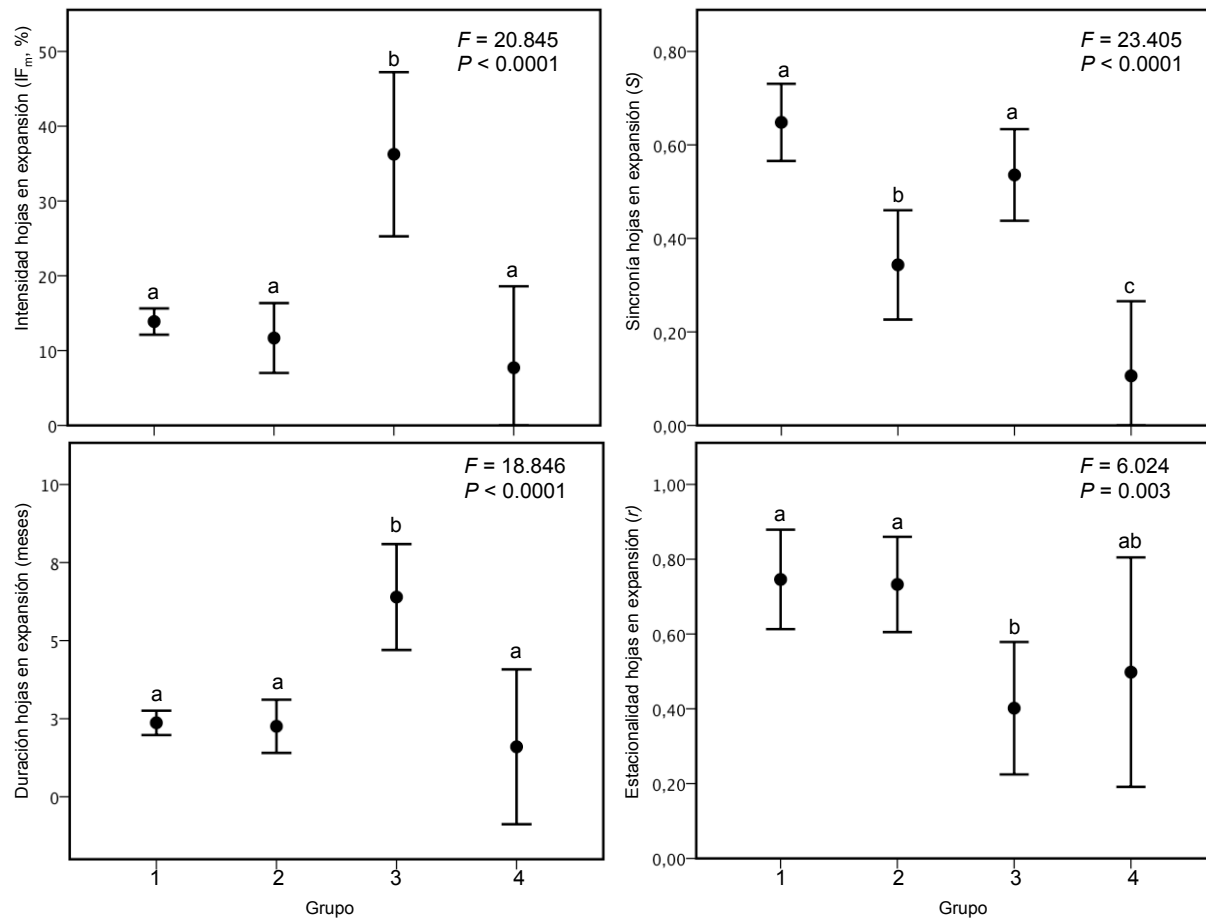 Intensidad hojas en expansión (IFm, %)
50
40
30
20
10
0
F = 20.845
P < 0.0001
a
a
b
a
Sincronía hojas en expansión (S)
0,80
0,60
0,40
0,20
0,00
F = 23.405
P < 0.0001
a
b
a
c
Duración hojas en expansión (meses)
10
8
5
3
0
F = 18.846
P < 0.0001
a
a
b
a
1 2 3 4
Grupo
Estacionalidad hojas en expansión (r)
1,00
0,80
0,60
0,40
0,20
0,00
F = 6.024
P = 0.003
a
a
b
ab
1 2 3 4
Grupo